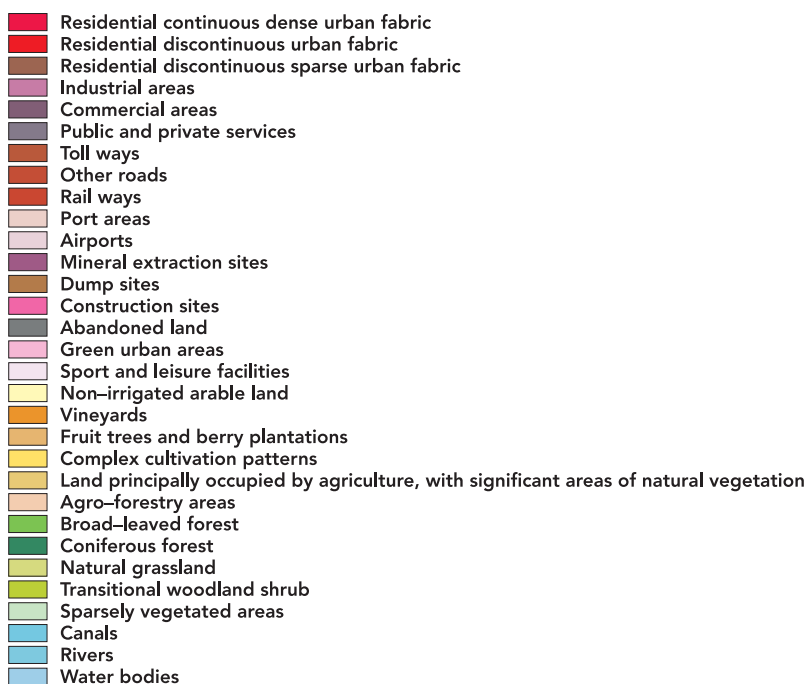 Residential continuous dense urban fabric
Residential discontinuous urban fabric
Residential discontinuous sparse urban fabric
Industrial areas
Commercial areas
Public and private services
Toll ways
Other roads
Rail ways
Port areas
Airports
Mineral extraction sites
Dump sites
Construction sites
Abandoned land
Green urban areas
Sport and leisure facilities
Non–irrigated arable land
Vineyards
Fruit trees and berry plantations
Complex cultivation patterns
Land principally occupied by agriculture, with significant areas of natural vegetation
Agro–forestry areas
Broad–leaved forest
Coniferous forest
Natural grassland
Transitional woodland shrub
Sparsely vegetated areas
Canals
Rivers
Water bodies